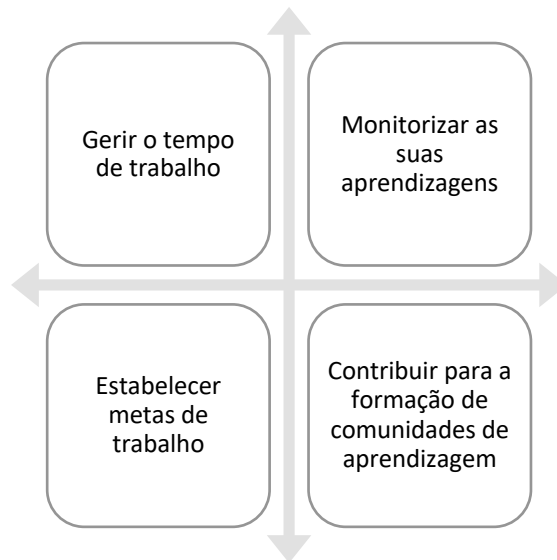 Gerir o tempo
de trabalho
Monitorizar as
suas
aprendizagens
Estabelecer
metas de
trabalho
Contribuir para a
formação de
comunidades de
aprendizagem